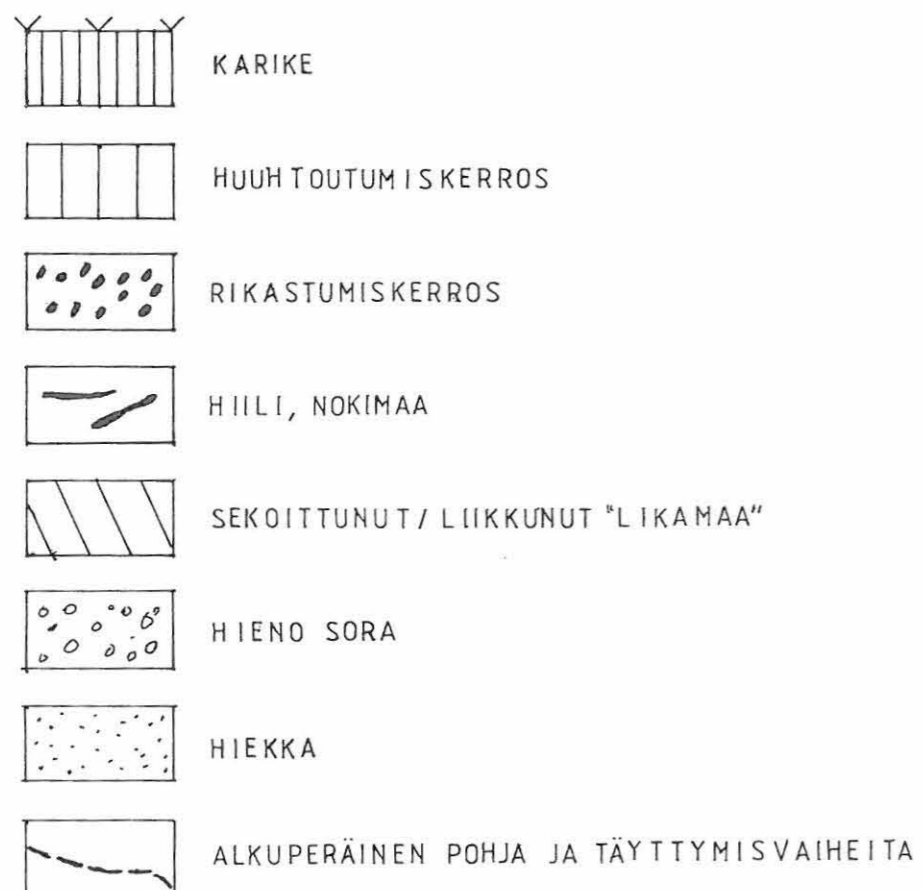 KARIKE
HUUHTOUTUMISKERROS
RIKASTUMISKERROS
HIILI, NOKIMAA
SEKOITTUNUT/ LIIKKUNUT "LIKAMAA"
HIENO SORA
HIEKKA
ALKUPERÄINEN POHJA JA TÄYTTYMISVAIHEITA